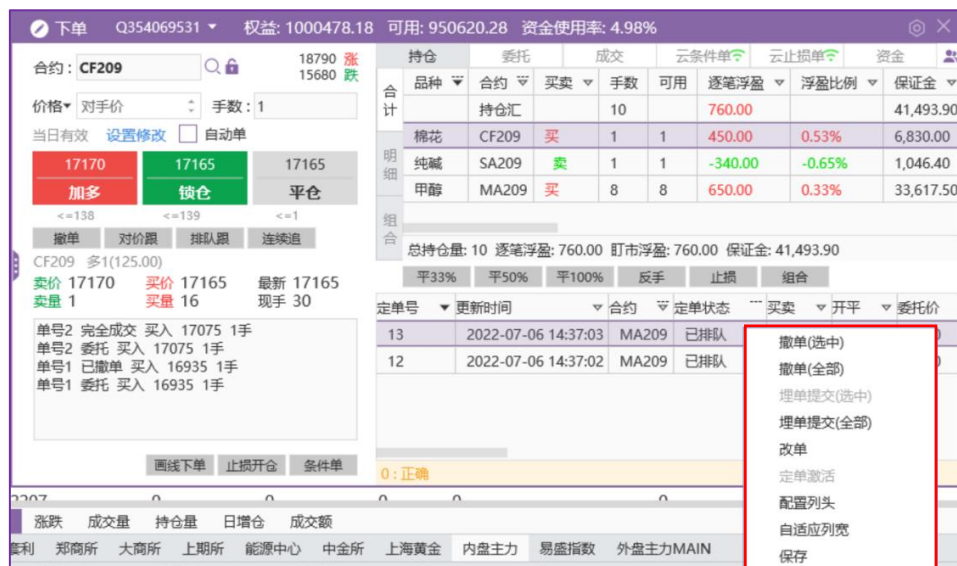 下单 Q354069531 权益: 1000478.18 可用: 950620.28 资金使用率: 4.98%
合约: CF209 18790 涨
15680 跌
价格 对手价 手数: 1
当日有效 设置修改 自动单
17170 17165 17165
加多 锁仓 平仓
<=138 <=139 <=1
撤单 对价跟 排队跟 连续追
CF209 多1(125.00)
卖价 17170 买价 17165 最新 17165
卖量 1 买量 16 现手 30
单号2 完全成交 买入 17075 1手
单号2 委托 买入 17075 1手
单号1 已撤单 买入 16935 1手
单号1 委托 买入 16935 1手
画线下单 止损开仓 条件单
持仓 委托 成交 云条件单 云止损单 资金
合计
明细
组合
品种 合约 买卖 手数 可用 逐笔浮盈 浮盈比例 保证金
持仓汇 10 760.00 41,493.90
棉花 CF209 买 1 1 450.00 0.53% 6,830.00
纯碱 SA209 卖 1 1 -340.00 -0.65% 1,046.40
甲醇 MA209 买 8 8 650.00 0.33% 33,617.50
总持仓量: 10 逐笔浮盈: 760.00 盯市浮盈: 760.00 保证金: 41,493.90
平33% 平50% 平100% 反手 止损 组合
定单号 更新时间 合约 定单状态 买卖 开平 委托价
13 2022-07-06 14:37:03 MA209 已排队
12 2022-07-06 14:37:02 MA209 已排队
0 : 正确
撤单(选中)
撤单(全部)
埋单提交(选中)
埋单提交(全部)
改单
定单激活
配置列头
自适应列宽
保存
涨跌 成交量 持仓量 日增仓 成交额
套利 郑商所 大商所 上期所 能源中心 中金所 上海黄金 内盘主力 易盛指数 外盘主力MAIN